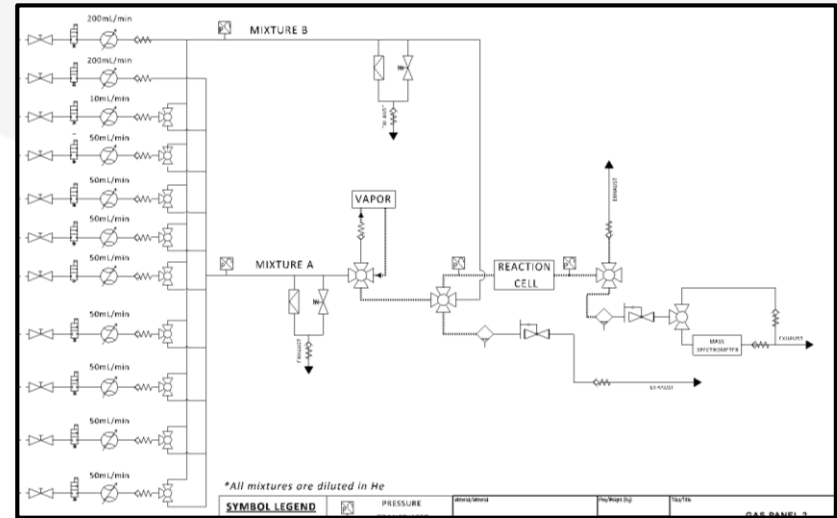 200mL/min
MIXTURE B
200mL/min
10mL/min
50mL/min
50mL/min
VAPOR
50mL/min
50mL/min
MIXTURE A
REACTION
CELL
EXHAUST
EXHAUST
50mL/min
MASS
SPECTROMETER
EXHAUST
50mL/min
EXHAUST
50mL/min
50mL/min
*All mixtures are diluted in He
SYMBOL LEGEND
P
PRESSURE
GAS PANEL 2